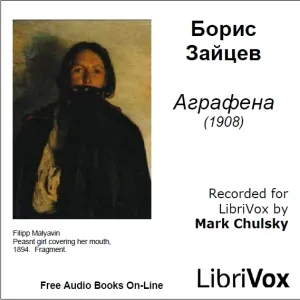 Борис
Зайцев
Аграфена
(1908)
Recorded for
LibriVox by
Mark Chulsky
Filipp Malyavin
Peasnt girl covering her mouth,
1894. Fragment.
Free Audio Books On-Line
LibriVox